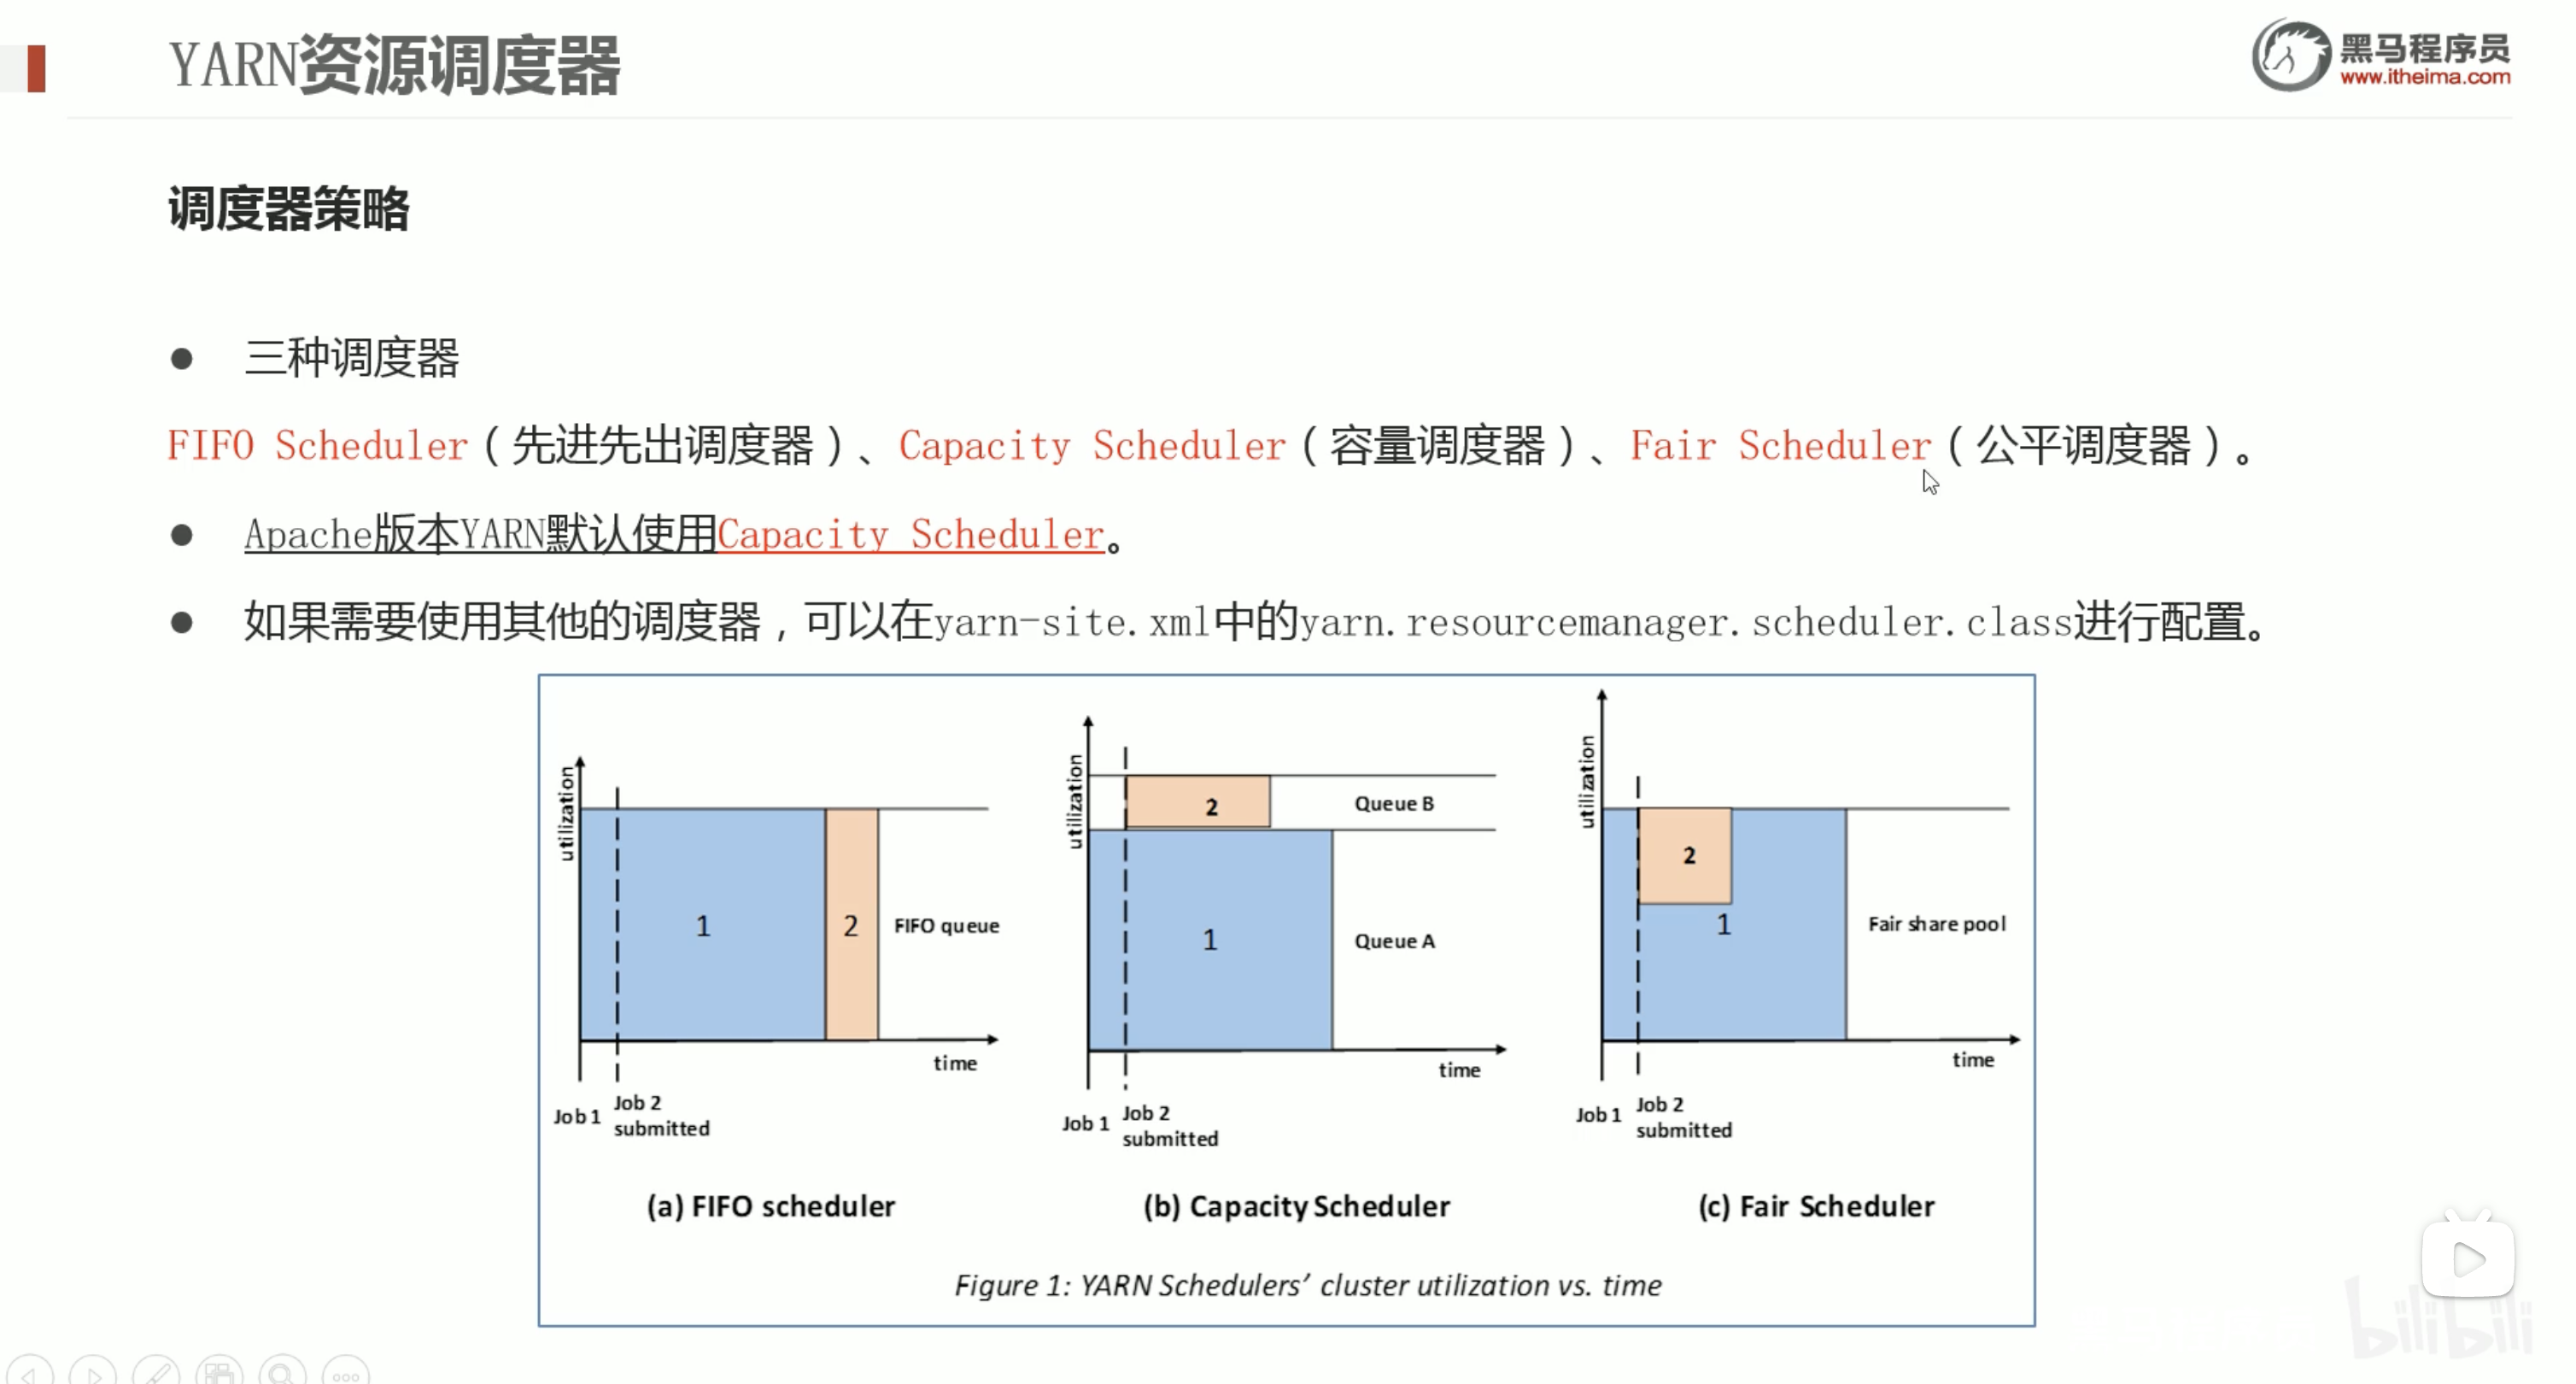 YARN资源调度器
黑马程序员
www.itheima.com
调度器策略
● 三种调度器
FIFO Scheduler（先进先出调度器）、Capacity Scheduler（容量调度器）、Fair Scheduler（公平调度器）。
● Apache版本YARN默认使用Capacity Scheduler。
● 如果需要使用其他的调度器，可以在yarn-site.xml中的yarn.resourcemanager.scheduler.class进行配置。
utilization
1
2
FIFO queue
time
Job 1
Job 2
submitted
(a) FIFO scheduler
utilization
2
Queue B
1
Queue A
time
Job 1
Job 2
submitted
(b) Capacity Scheduler
utilization
2
1
Fair share pool
time
Job 1
Job 2
submitted
(c) Fair Scheduler
Figure 1: YARN Schedulers’ cluster utilization vs. time
bilibili